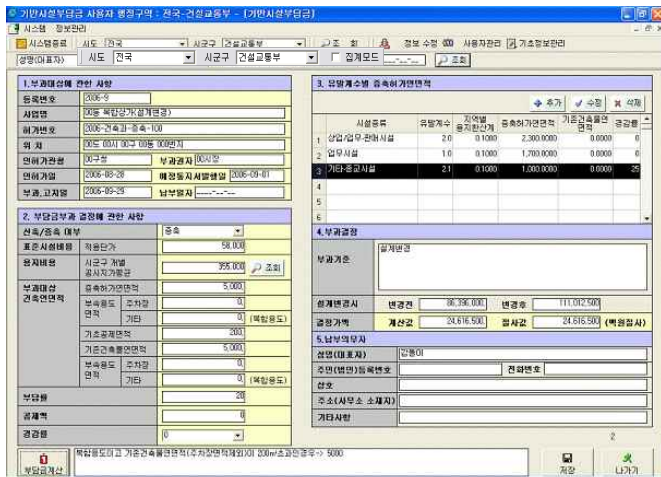 기반시설부담금 사용자 행정구역 : 전국-건설교통부 - [기반시설부담금]
시스템 정보관리
시스템종료 시도 전국 시군구 건설교통부 조 회 정보 수정 사용자관리 기초정보관리
성명(대표자) 시도 전국 시군구 건설교통부 집계모드 조회
1.부과대상에 관한 사항
등록번호 2006-9
사업명 00동 복합상가(설계변경)
허가번호 2006-건축과-증축-100
위 치 00도 00시 00구 00동 000번지
인허가관청 00구청 부과권자 00시장
인허가일 2006-08-28 예정통지서발행일 2006-09-01
부과,고지일 2006-09-29 납부일자
2. 부담금부과 결정에 관한 사항
신축/증축 여부 증축
표준시설비용 적용단가 58,000
용지비용 시군구 개별 공시지가평균 355,000 조회
부과대상 건축연면적 증축허가연면적 5,000
부속용도 면적 주차장 0
기타 0 (복합용도)
기초공제면적 200
기존건축물연면적 5,000
부속용도 면적 주차장 0
기타 0 (복합용도)
부담률 20
공제액 0
경감률 0
3. 유발계수별 증축허가연면적
추가 수정 삭제
시설종류 유발계수 지역별 용지환산계 증축허가연면적 기존건축물연면적 경감률
1 상업/업무-판매시설 2.0 0.1000 2,300.0000 0.0000 0
2 업무시설 1.0 0.1000 1,700.0000 0.0000 0
3 기타-종교시설 2.1 0.1000 1,000.0000 0.0000 25
4
5
6
4.부과결정
부과기준 설계변경
설계변경시 변경전 86,396,000 변경후 111,012,500
결정가액 계산값 24,616,500 절사값 24,616,500 (백원절사)
5.납부의무자
성명(대표자) 갑돌이
주민(법인)등록번호 전화번호
상호
주소(사무소 소재지)
기타사항
2
부담금계산 복합용도이고 기존건축물연면적(주차장면적제외)이 200㎡초과인경우-> 5000
저장 나가기